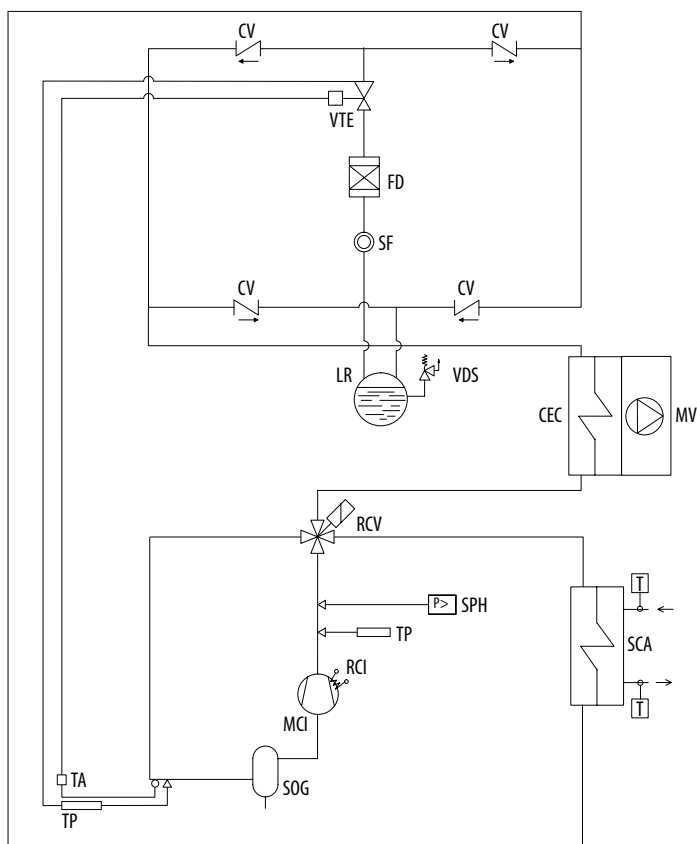 CV
CV
VTE
FD
SF
CV
CV
LR
VDS
CEC
MV
RCV
T
P>
SPH
TP
SCA
RCI
MCI
T
TA
SOG
TP